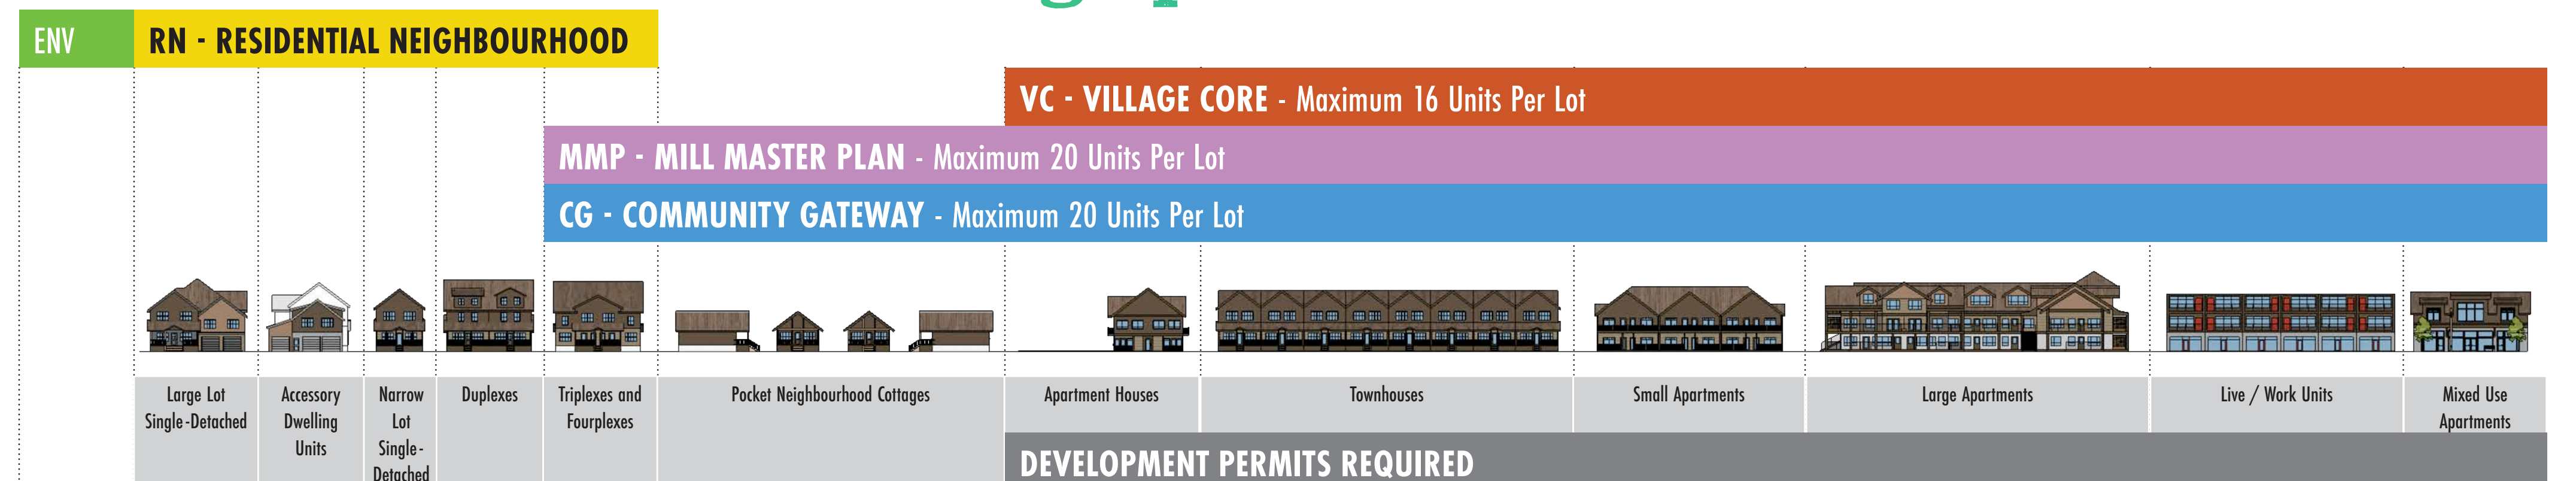 ENV
RN - RESIDENTIAL NEIGHBOURHOOD
VC - VILLAGE CORE - Maximum 16 Units Per Lot
MMP - MILL MASTER PLAN - Maximum 20 Units Per Lot
CG - COMMUNITY GATEWAY - Maximum 20 Units Per Lot
Large Lot
Single-Detached
Accessory
Dwelling
Units
Narrow
Lot
Single-
Detached
Duplexes
Triplexes and
Fourplexes
Pocket Neighbourhood Cottages
Apartment Houses
Townhouses
Small Apartments
Large Apartments
Live / Work Units
Mixed Use
Apartments
DEVELOPMENT PERMITS REQUIRED